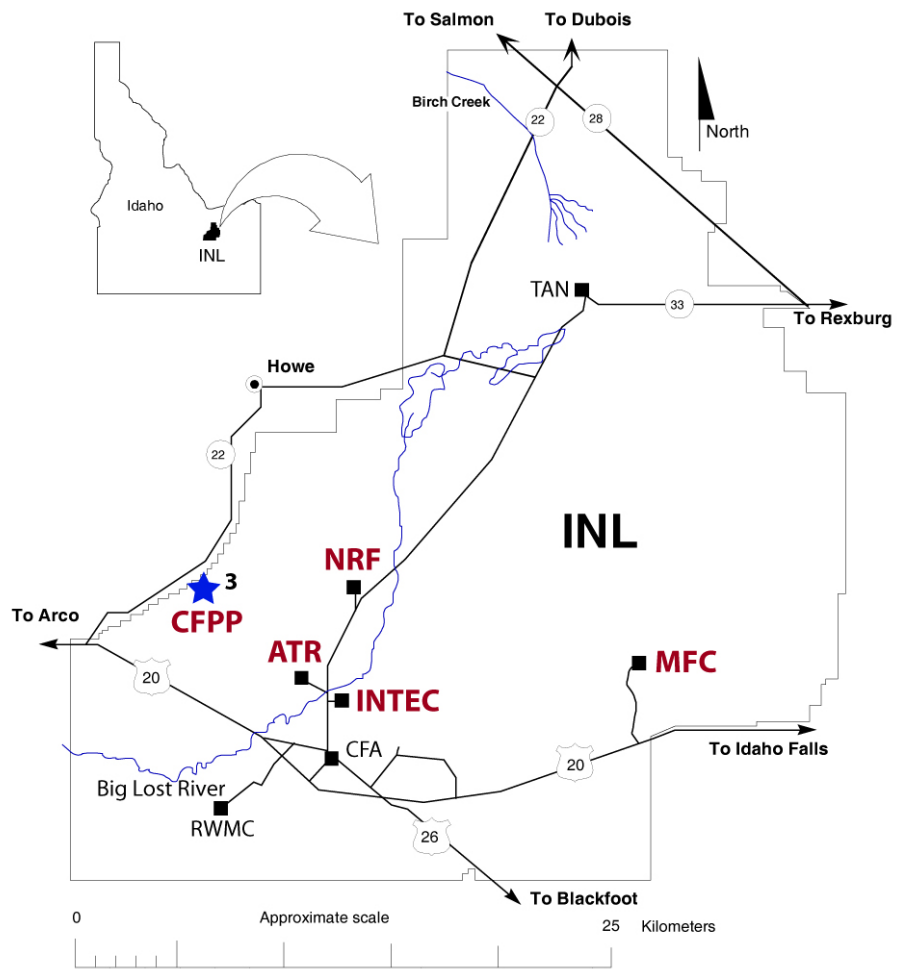 To Salmon
To Dubois
Birch Creek
22
28
North
Idaho
INL
TAN
33
To Rexburg
Howe
22
INL
NRF
3
CFPP
To Arco
ATR
MFC
20
INTEC
CFA
To Idaho Falls
20
Big Lost River
RWMC
26
To Blackfoot
0
Approximate scale
25
Kilometers